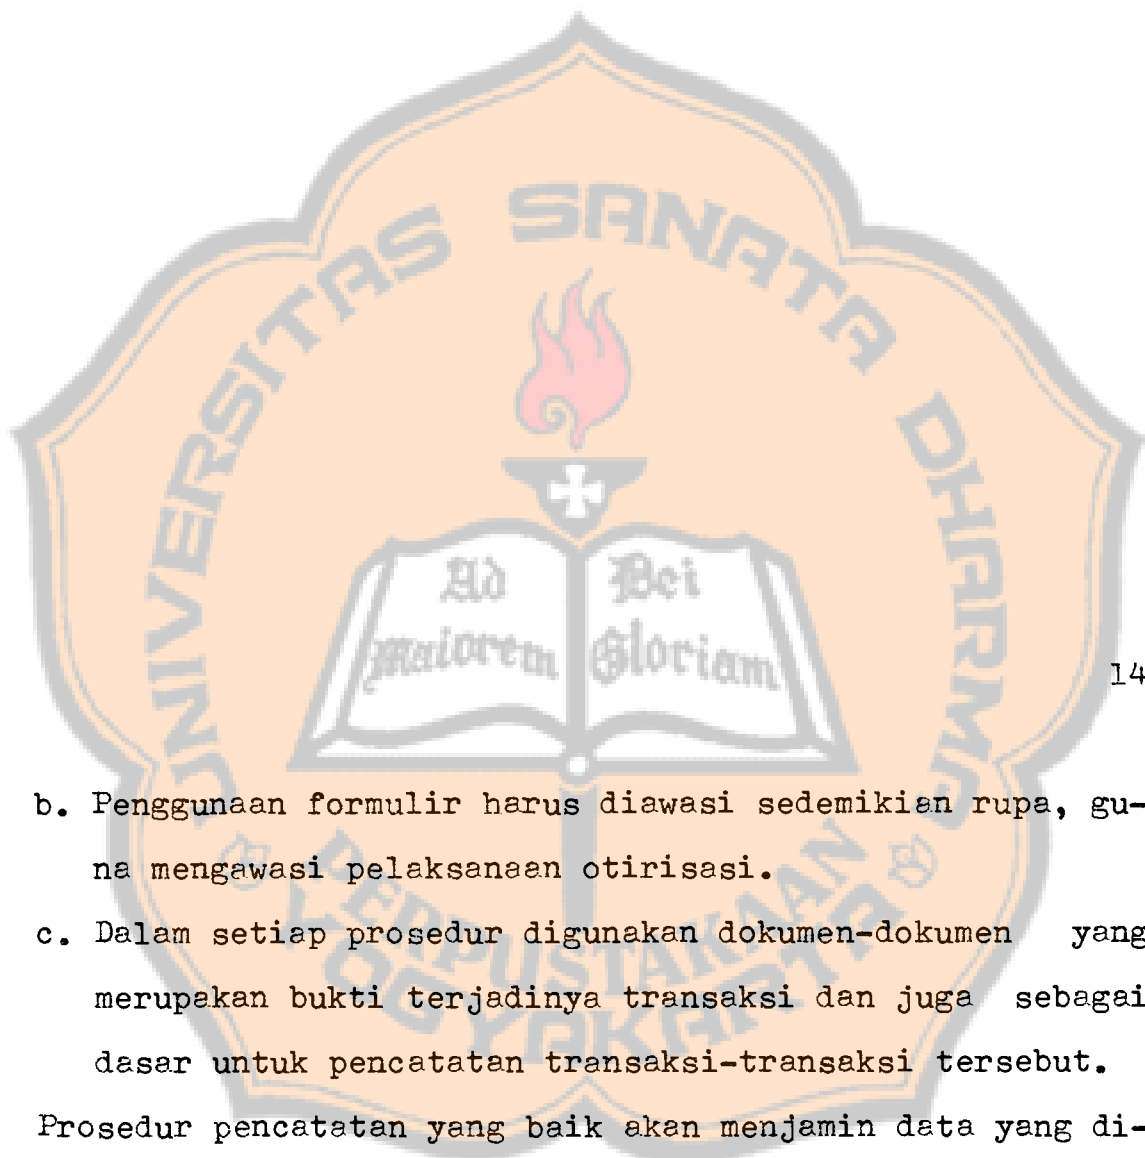 UNIVERSITAS SANATA DHARMA
Ad Dei
Maiorem Gloriam
14
b. Penggunaan formulir harus diawasi sedemikian rupa, gu-
na mengawasi pelaksanaan otirisasi.
c. Dalam setiap prosedur digunakan dokumen-dokumen yang
merupakan bukti terjadinya transaksi dan juga sebagai
dasar untuk pencatatan transaksi-transaksi tersebut.
Prosedur pencatatan yang baik akan menjamin data yang di-
PERPUSTAKAAN
YOGYAKARTA